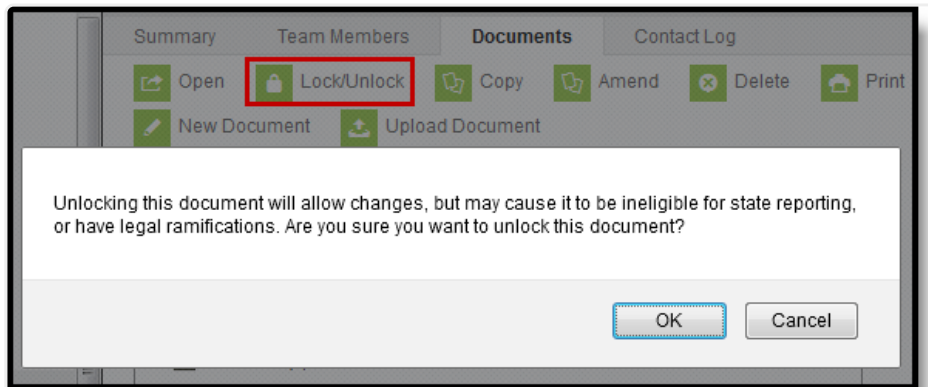 Summary Team Members Documents Contact Log
Open Lock/Unlock Copy Amend Delete Print
New Document Upload Document
Unlocking this document will allow changes, but may cause it to be ineligible for state reporting,
or have legal ramifications. Are you sure you want to unlock this document?
OK Cancel